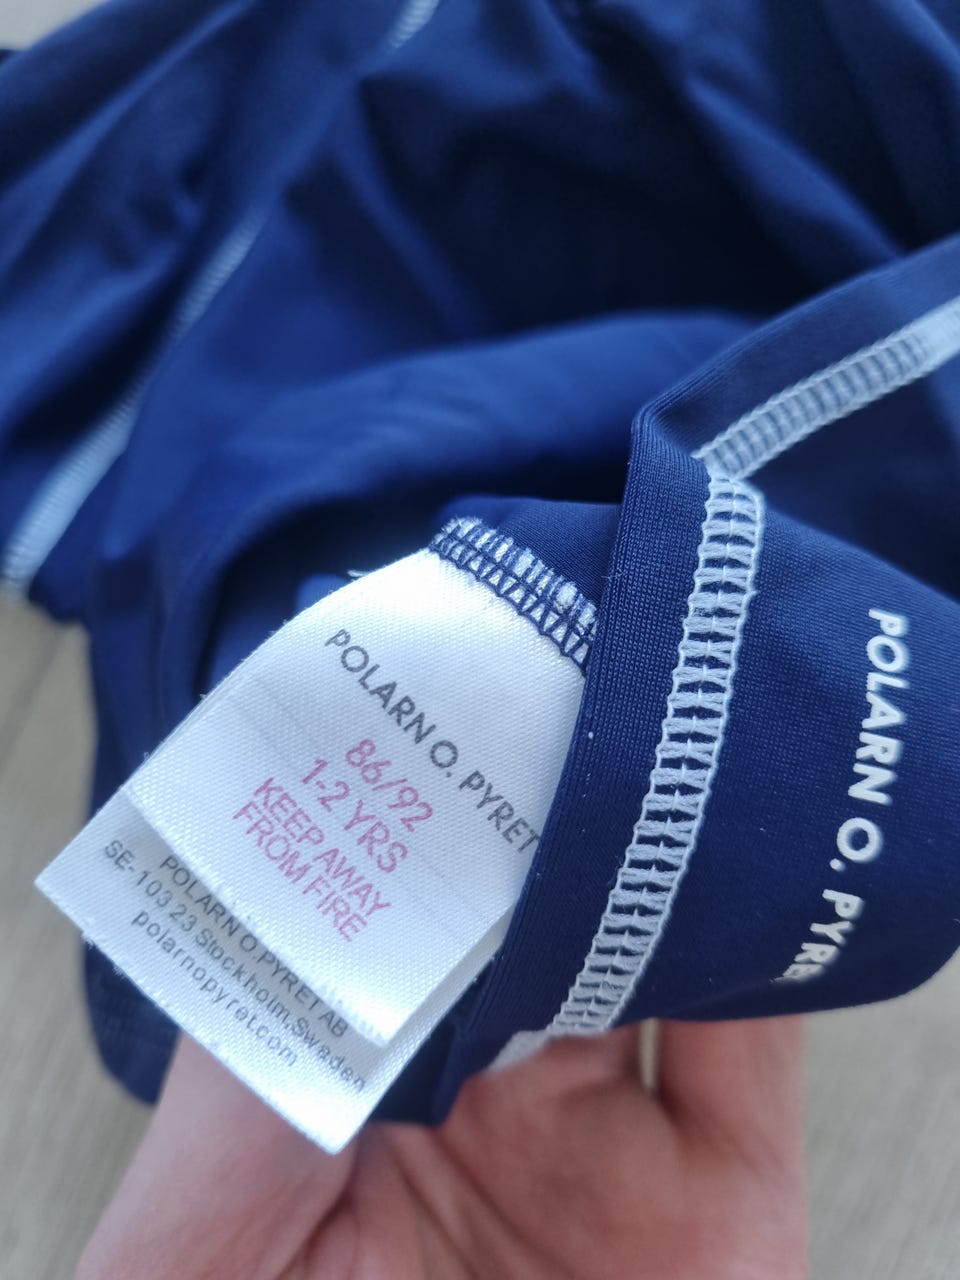 POLARN O. PYRET
86/92
1-2 YRS
KEEP AWAY
FROM FIRE
POLARN O.PYRET AB
SE-103 23 Stockholm, Sweden
polarnopyret.com
POLARN O. PYRE